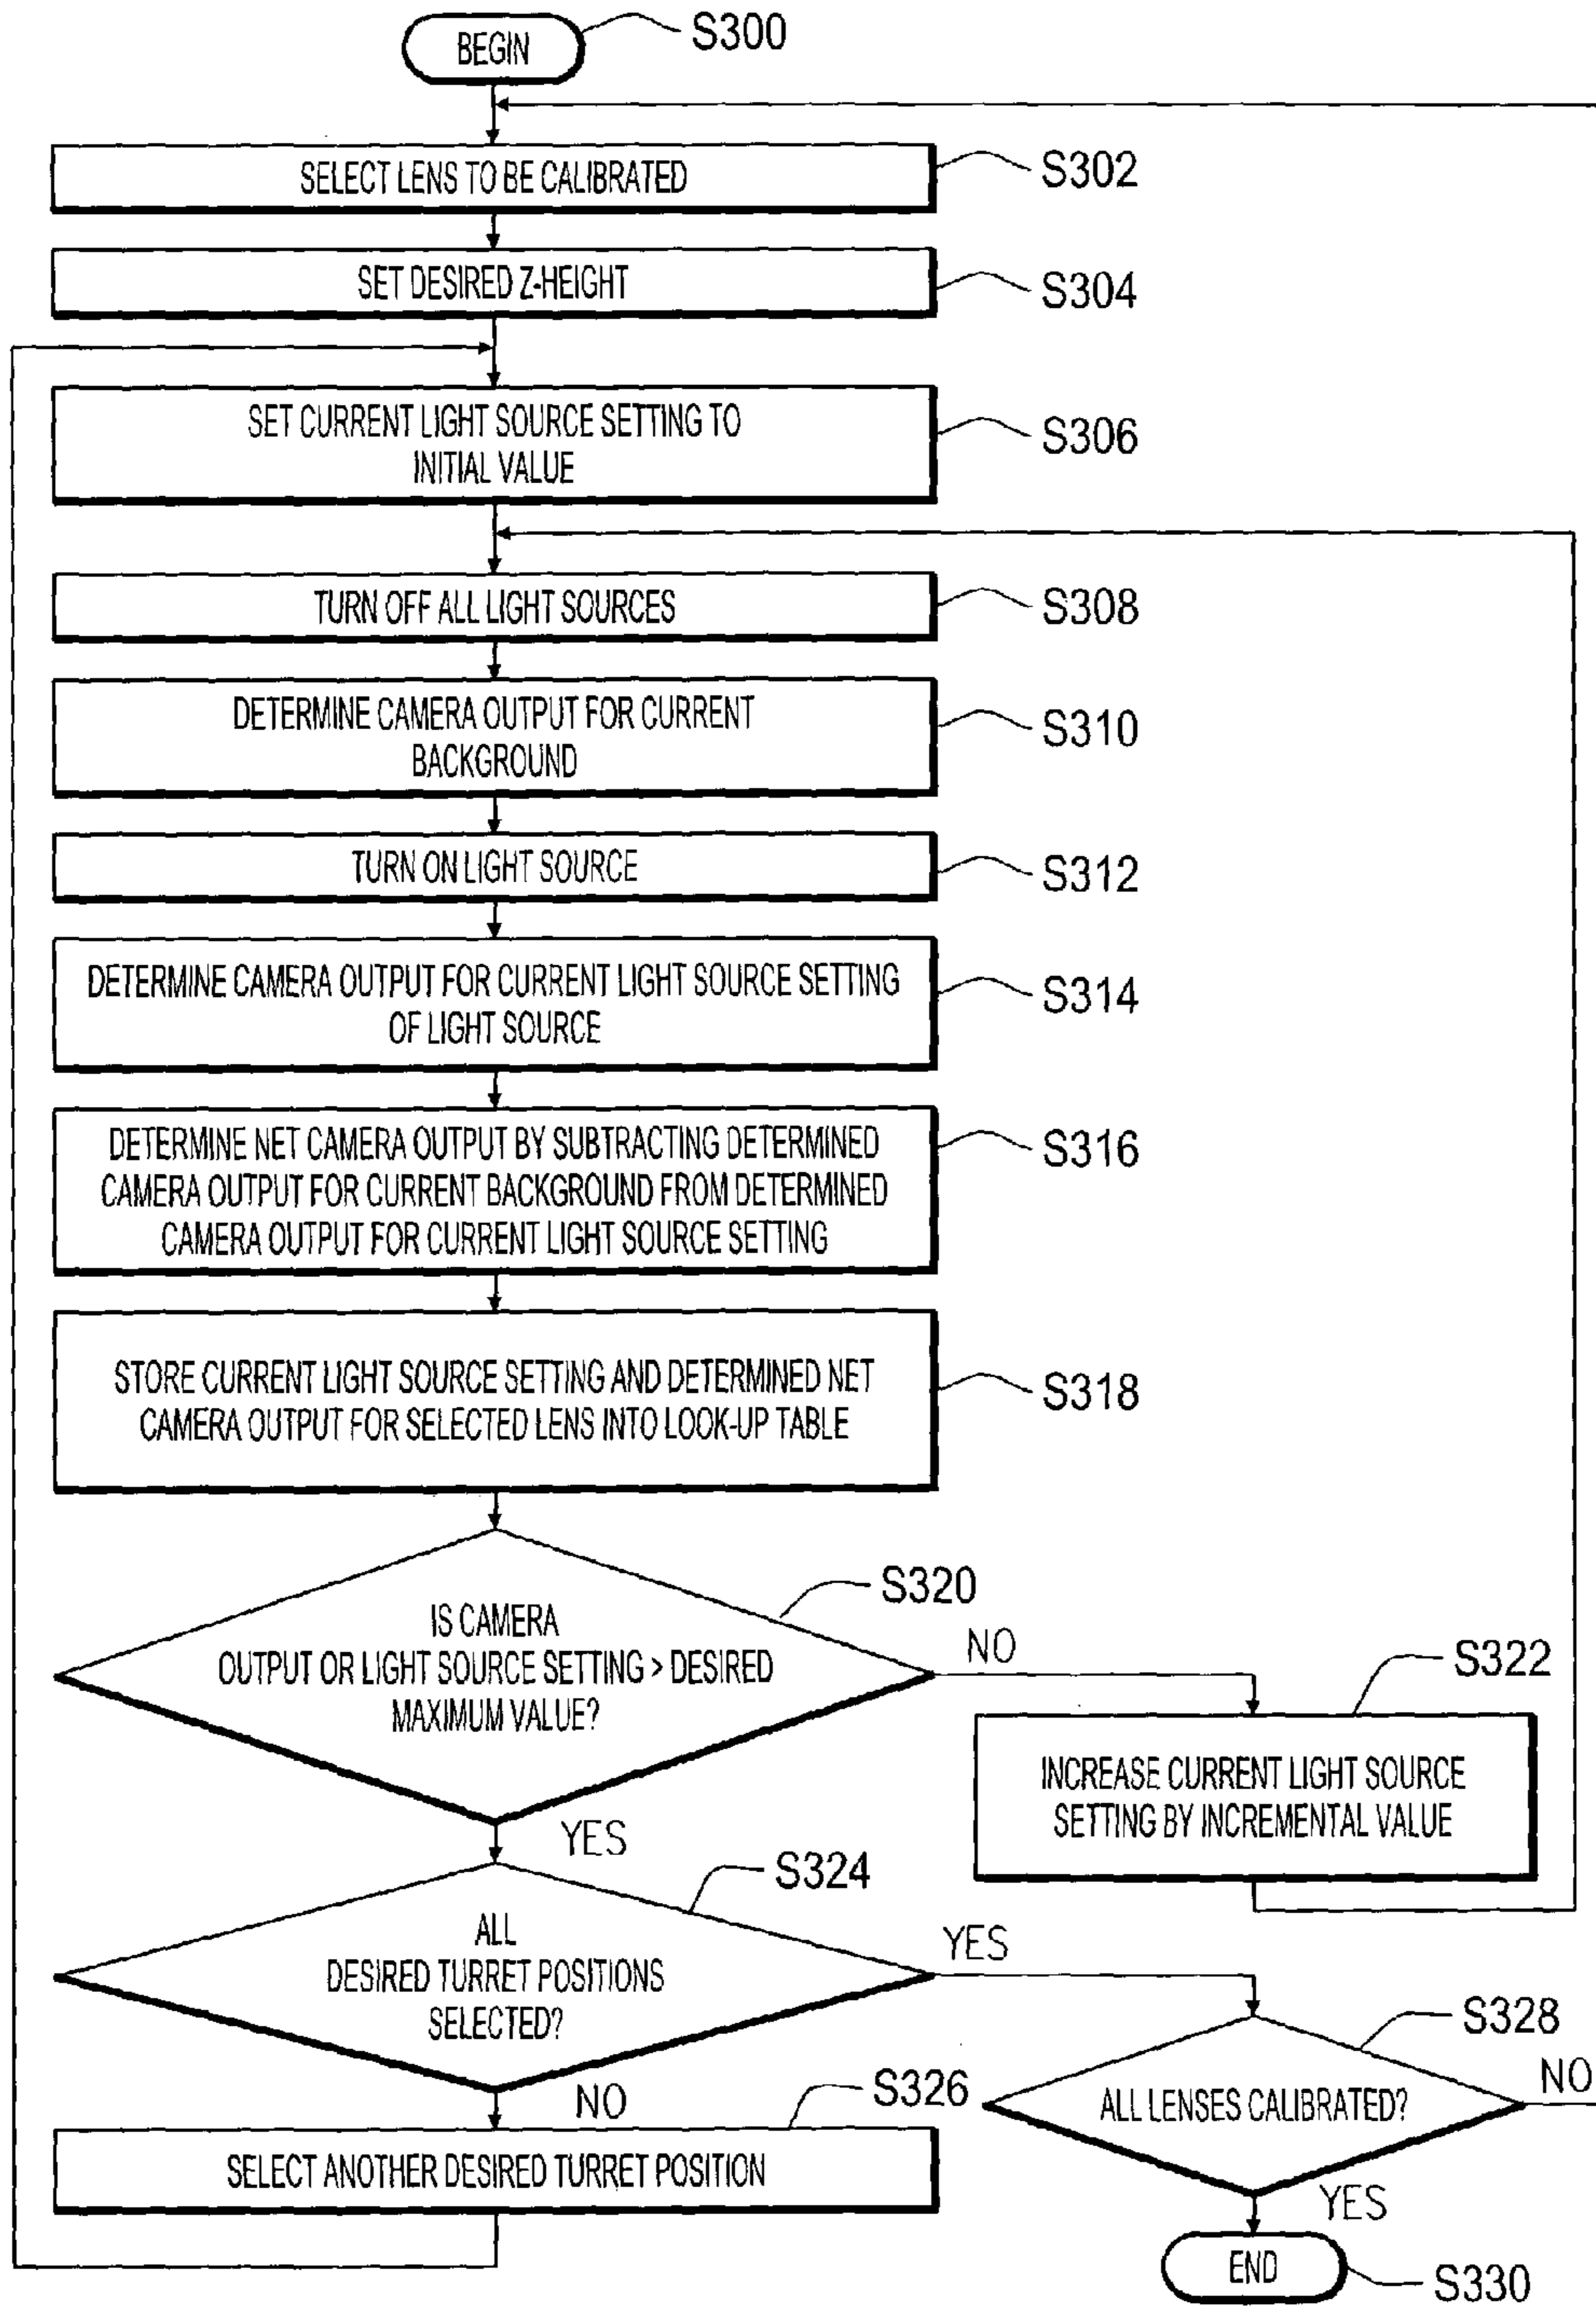 BEGIN
S300
SELECT LENS TO BE CALIBRATED
S302
SET DESIRED Z-HEIGHT
S304
SET CURRENT LIGHT SOURCE SETTING TO
INITIAL VALUE
S306
TURN OFF ALL LIGHT SOURCES
S308
DETERMINE CAMERA OUTPUT FOR CURRENT
BACKGROUND
S310
TURN ON LIGHT SOURCE
S312
DETERMINE CAMERA OUTPUT FOR CURRENT LIGHT SOURCE SETTING
OF LIGHT SOURCE
S314
DETERMINE NET CAMERA OUTPUT BY SUBTRACTING DETERMINED
CAMERA OUTPUT FOR CURRENT BACKGROUND FROM DETERMINED
CAMERA OUTPUT FOR CURRENT LIGHT SOURCE SETTING
S316
STORE CURRENT LIGHT SOURCE SETTING AND DETERMINED NET
CAMERA OUTPUT FOR SELECTED LENS INTO LOOK-UP TABLE
S318
IS CAMERA
OUTPUT OR LIGHT SOURCE SETTING > DESIRED
MAXIMUM VALUE?
S320
NO
S322
INCREASE CURRENT LIGHT SOURCE
SETTING BY INCREMENTAL VALUE
YES
S324
ALL
DESIRED TURRET POSITIONS
SELECTED?
YES
S328
ALL LENSES CALIBRATED?
NO
NO
S326
SELECT ANOTHER DESIRED TURRET POSITION
YES
END
S330